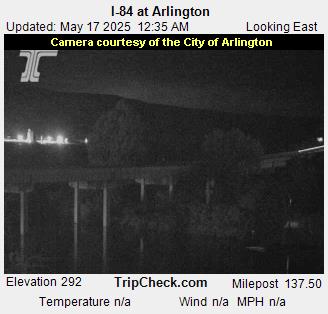 I-84 at Arlington
Updated: May 17 2025 12:35 AM Looking East
Camera courtesy of the City of Arlington
Elevation 292 TripCheck.com Milepost 137.50
Temperature n/a Wind n/a MPH n/a